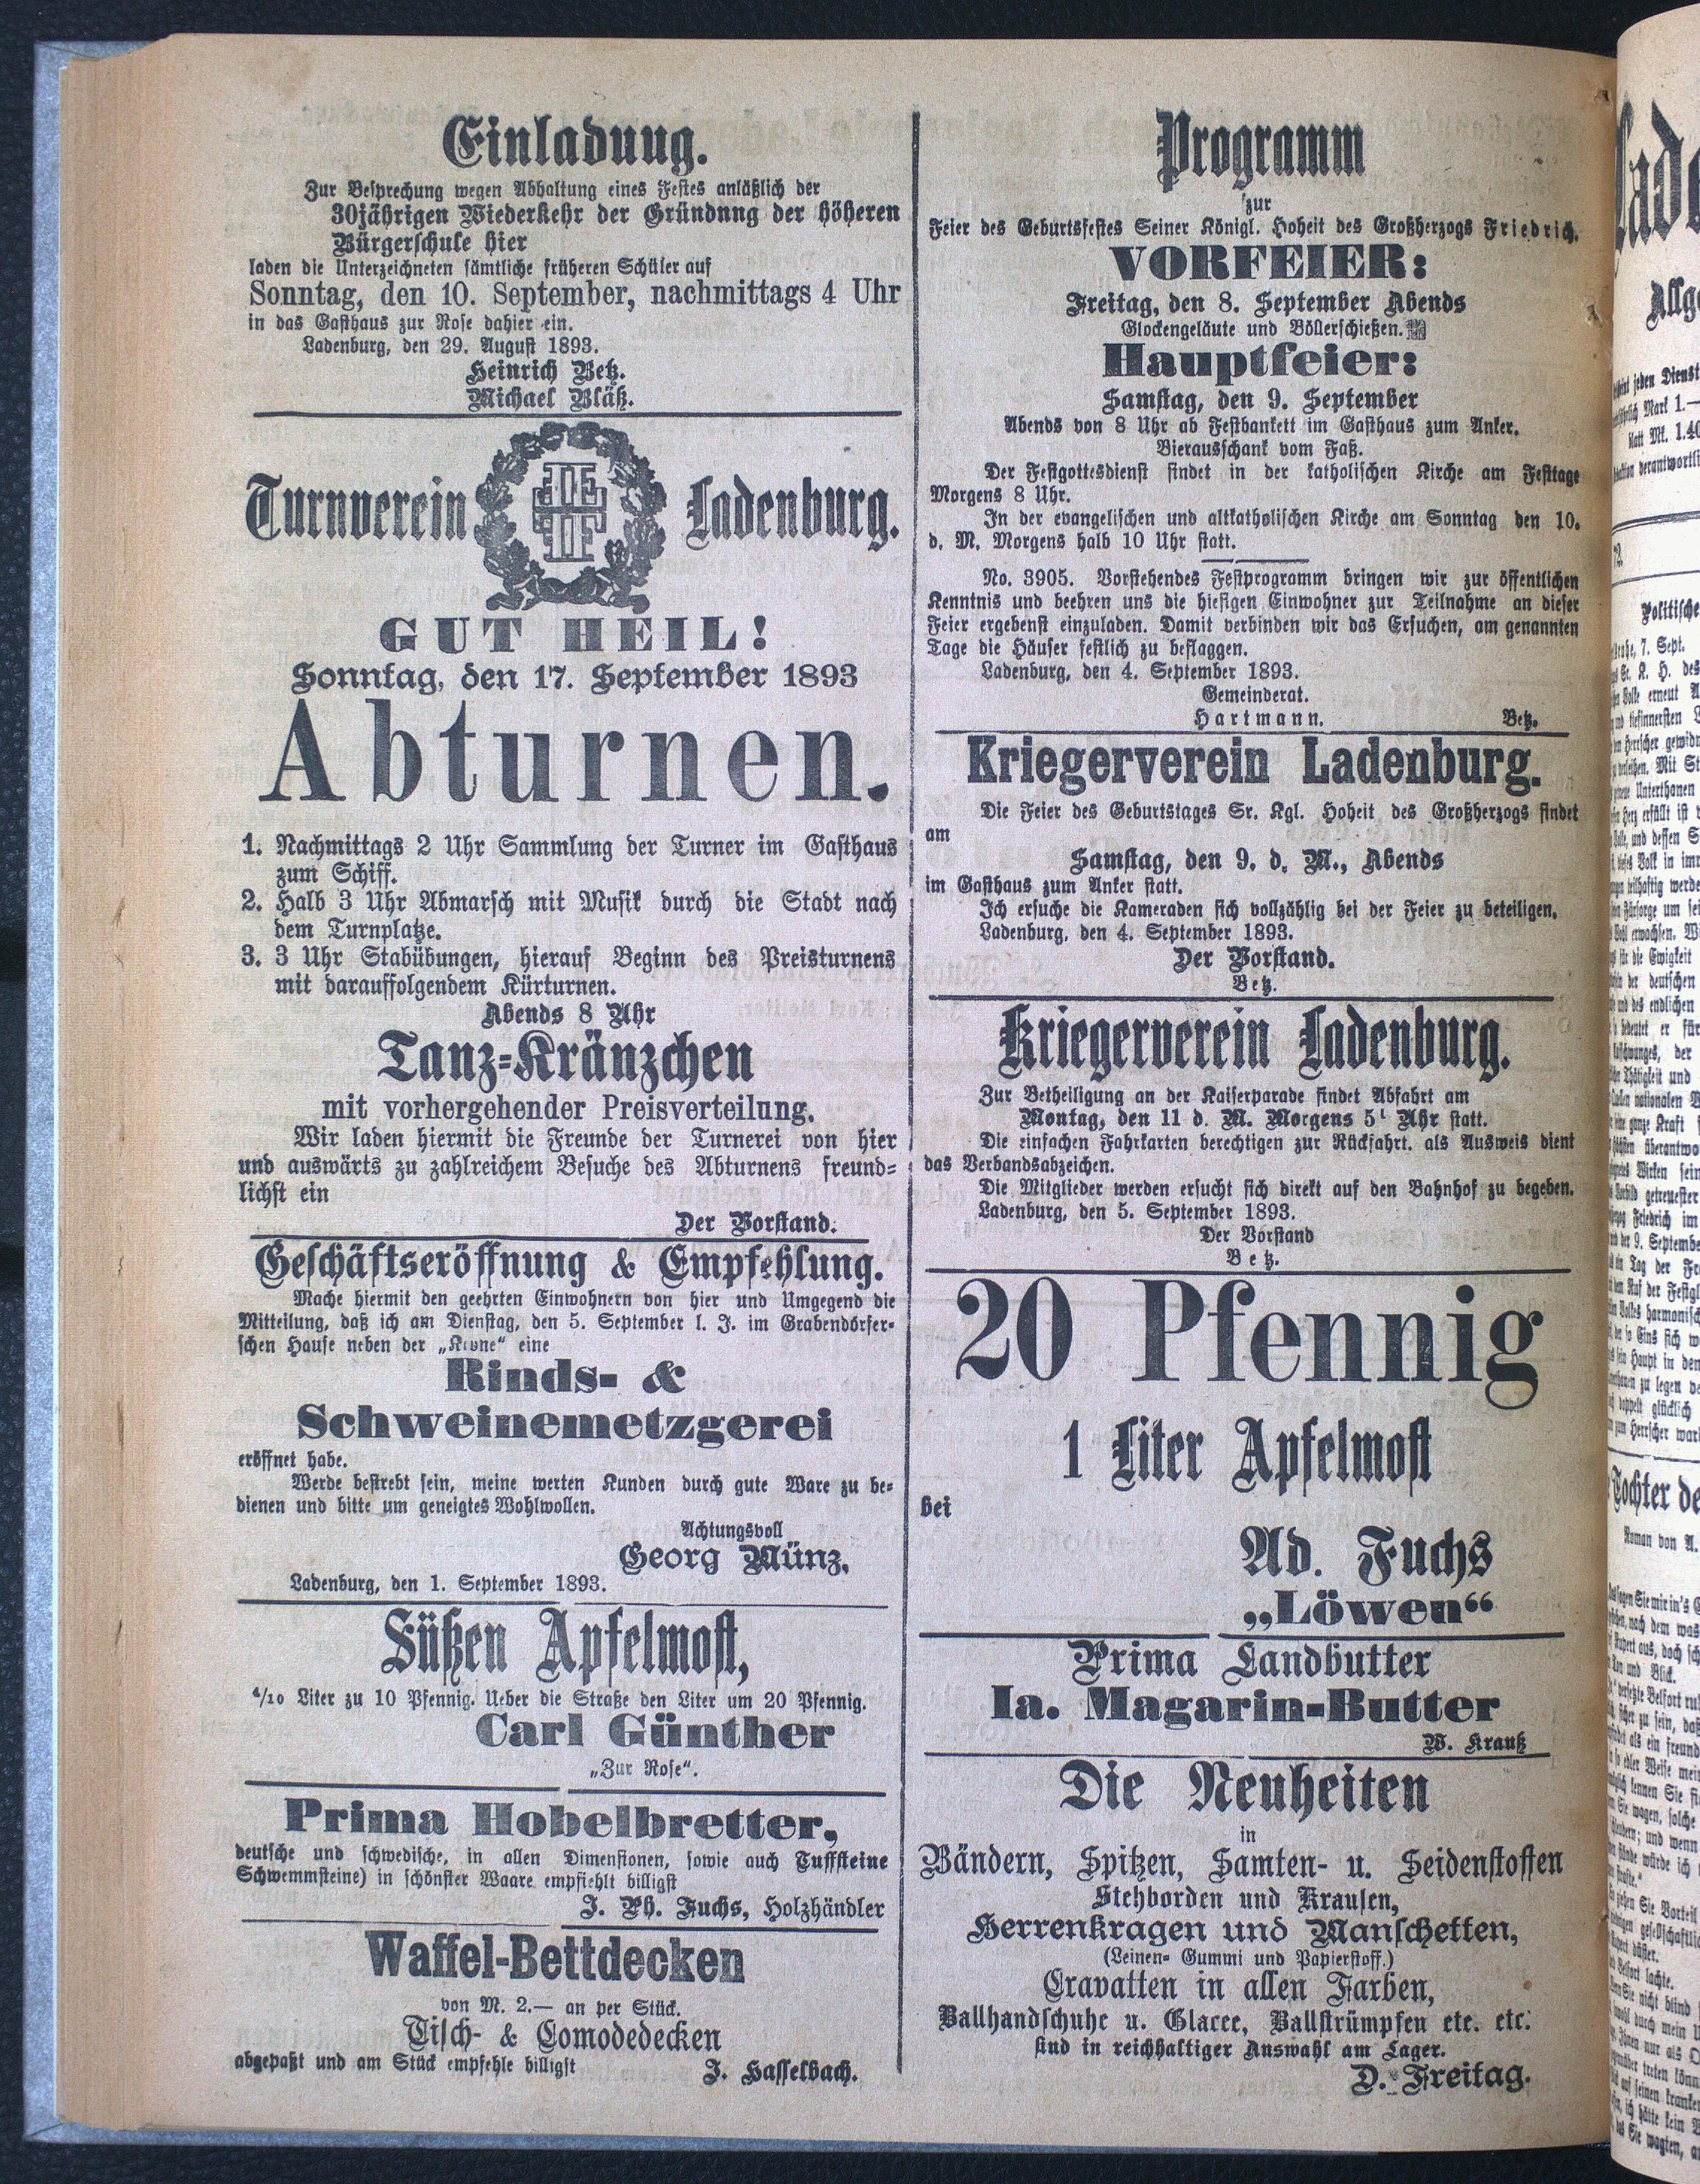 Einladung.
Zur Besprechung wegen Abhaltung eines Festes anläßlich der
30jährigen Wiederkehr der Gründnng der höheren
Bürgerschule hier
laden die Unterzeichneten sämtliche früheren Schüler auf
Sonntag, den 10. September, nachmittags 4 Uhr
in das Gasthaus zur Rose dahier ein.
Ladenburg, den 29. August 1893.
Heinrich Betz.
Michael Bläß.
Turnverein Ladenburg.
GUT HEIL!
Sonntag, den 17. September 1893
Abturnen.
1. Nachmittags 2 Uhr Sammlung der Turner im Gasthaus
zum Schiff.
2. Halb 3 Uhr Abmarsch mit Musik durch die Stadt nach
dem Turnplatze.
3. 3 Uhr Stabübungen, hierauf Beginn des Preisturnens
mit darauffolgendem Kürturnen.
Abends 8 Uhr
Tanz-Kränzchen
mit vorhergehender Preisverteilung.
Wir laden hiermit die Freunde der Turnerei von hier
und auswärts zu zahlreichem Besuche des Abturnens freund-
lichst ein
Der Vorstand.
Geschäftseröffnung & Empfehlung.
Mache hiermit den geehrten Einwohnern von hier und Umgegend die
Mitteilung, daß ich am Dienstag, den 5. September l. J. im Grabendörfer-
schen Hause neben der „Krone“ eine
Rinds- &
Schweinemetzgerei
eröffnet habe.
Werde bestrebt sein, meine werten Kunden durch gute Ware zu be-
dienen und bitte um geneigtes Wohlwollen.
Achtungsvoll
Georg Münz.
Ladenburg, den 1. September 1893.
Süßen Apfelmost,
4/10 Liter zu 10 Pfennig. Ueber die Straße den Liter um 20 Pfennig.
Carl Günther
„Zur Rose“.
Prima Hobelbretter,
deutsche und schwedische, in allen Dimensionen, sowie auch Tuffsteine
Schwemmsteine) in schönster Waare empfiehlt billigst
J. Ph. Fuchs, Holzhändler
Waffel-Bettdecken
von M. 2.— an per Stück.
Tisch- & Comodedecken
abgepaßt und am Stück empfehle billigst
J. Hasselbach.
Programm
zur
Feier des Geburtsfestes Seiner Königl. Hoheit des Großherzogs Friedrich.
VORFEIER:
Freitag, den 8. September Abends
Glockengeläute und Böllerschießen.
Hauptfeier:
Samstag, den 9. September
Abends von 8 Uhr ab Festbankett im Gasthaus zum Anker.
Bierausschank vom Faß.
Der Festgottesdienst findet in der katholischen Kirche am Festtage
Morgens 8 Uhr.
In der evangelischen und altkatholischen Kirche am Sonntag den 10.
d. M. Morgens halb 10 Uhr statt.
No. 3905. Vorstehendes Festprogramm bringen wir zur öffentlichen
Kenntnis und beehren uns die hiesigen Einwohner zur Teilnahme an dieser
Feier ergebenst einzuladen. Damit verbinden wir das Ersuchen, am genannten
Tage die Häuser festlich zu beflaggen.
Ladenburg, den 4. September 1893.
Gemeinderat.
Hartmann. Betz.
Kriegerverein Ladenburg.
Die Feier des Geburtstages Sr. Kgl. Hoheit des Großherzogs findet
am
Samstag, den 9. d. M., Abends
im Gasthaus zum Anker statt.
Ich ersuche die Kameraden sich vollzählig bei der Feier zu beteiligen.
Ladenburg, den 4. September 1893.
Der Vorstand.
Betz.
Kriegerverein Ladenburg.
Zur Betheiligung an der Kaiserparade findet Abfahrt am
Montag, den 11 d. M. Morgens 5¹ Uhr statt.
Die einfachen Fahrkarten berechtigen zur Rückfahrt. als Ausweis dient
das Verbandsabzeichen.
Die Mitglieder werden ersucht sich direkt auf den Bahnhof zu begeben.
Ladenburg, den 5. September 1893.
Der Vorstand
Betz.
20 Pfennig
1 Liter Apfelmost
bei
Ad. Fuchs
„Löwen“
Prima Landbutter
Ia. Magarin-Butter
W. Krauß
Die Neuheiten
in
Bändern, Spitzen, Samten- u. Seidenstoffen
Stehborden und Krausen,
Herrenkragen und Manschetten,
(Leinen- Gummi und Papierstoff.)
Cravatten in allen Farben,
Ballhandschuhe u. Glacee, Ballstrümpfen etc. etc.
sind in reichhaltiger Auswahl am Lager.
D. Freitag.